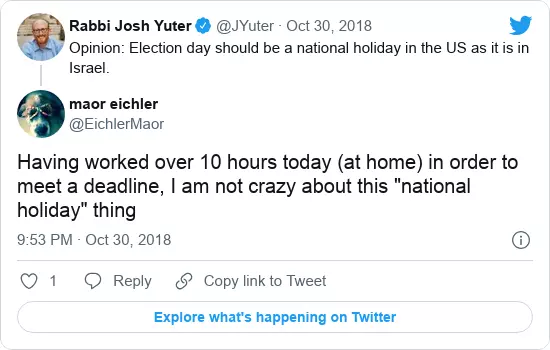 Rabbi Josh Yuter @JYuter · Oct 30, 2018
Opinion: Election day should be a national holiday in the US as it is in
Israel.
maor eichler
@EichlerMaor
Having worked over 10 hours today (at home) in order to
meet a deadline, I am not crazy about this "national
holiday" thing
9:53 PM · Oct 30, 2018
1 Reply Copy link to Tweet
Explore what's happening on Twitter